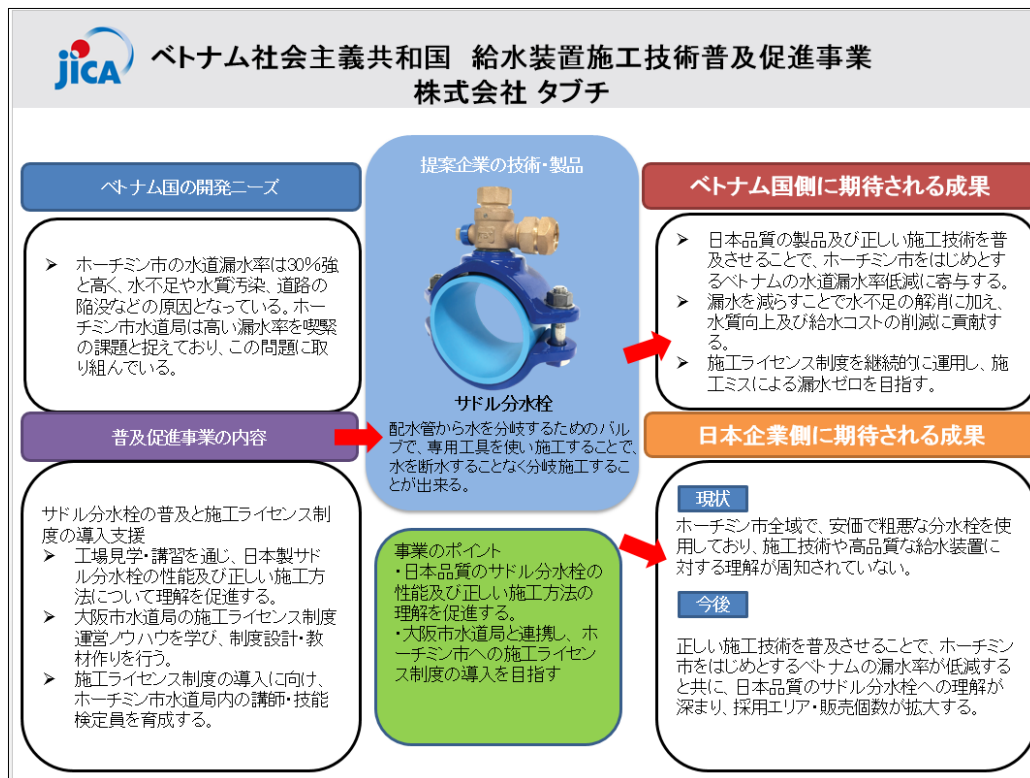 JICA
ベトナム社会主義共和国 給水装置施工技術普及促進事業
株式会社 タブチ
ベトナム国の開発ニーズ
➤ ホーチミン市の水道漏水率は30%強
と高く、水不足や水質汚染、道路の
陥没などの原因となっている。ホー
チミン市水道局は高い漏水率を喫緊
の課題と捉えており、この問題に取
り組んでいる。
普及促進事業の内容
サドル分水栓の普及と施工ライセンス制
度の導入支援
➤ 工場見学・講習を通じ、日本製サド
ル分水栓の性能及び正しい施工方
法について理解を促進する。
➤ 大阪市水道局の施工ライセンス制度
運営ノウハウを学び、制度設計・教
材作りを行う。
➤ 施工ライセンス制度の導入に向け、
ホーチミン市水道局内の講師・技能
検定員を育成する。
提案企業の技術・製品
サドル分水栓
配水管から水を分岐するためのバル
ブで、専用工具を使い施工することで、
水を断水することなく分岐施工するこ
とが出来る。
事業のポイント
・日本品質のサドル分水栓の
性能及び正しい施工方法の
理解を促進する。
・大阪市水道局と連携し、ホ
ーチミン市への施工ライセン
ス制度の導入を目指す
ベトナム国側に期待される成果
➤ 日本品質の製品及び正しい施工技術を普
及させることで、ホーチミン市をはじめとす
るベトナムの水道漏水率低減に寄与する。
➤ 漏水を減らすことで水不足の解消に加え、
水質向上及び給水コストの削減に貢献す
る。
➤ 施工ライセンス制度を継続的に運用し、施
工ミスによる漏水ゼロを目指す。
日本企業側に期待される成果
現状
ホーチミン市全域で、安価で粗悪な分水栓を使
用しており、施工技術や高品質な給水装置に
対する理解が周知されていない。
今後
正しい施工技術を普及させることで、ホーチミン
市をはじめとするベトナムの漏水率が低減する
と共に、日本品質のサドル分水栓への理解が
深まり、採用エリア・販売個数が拡大する。